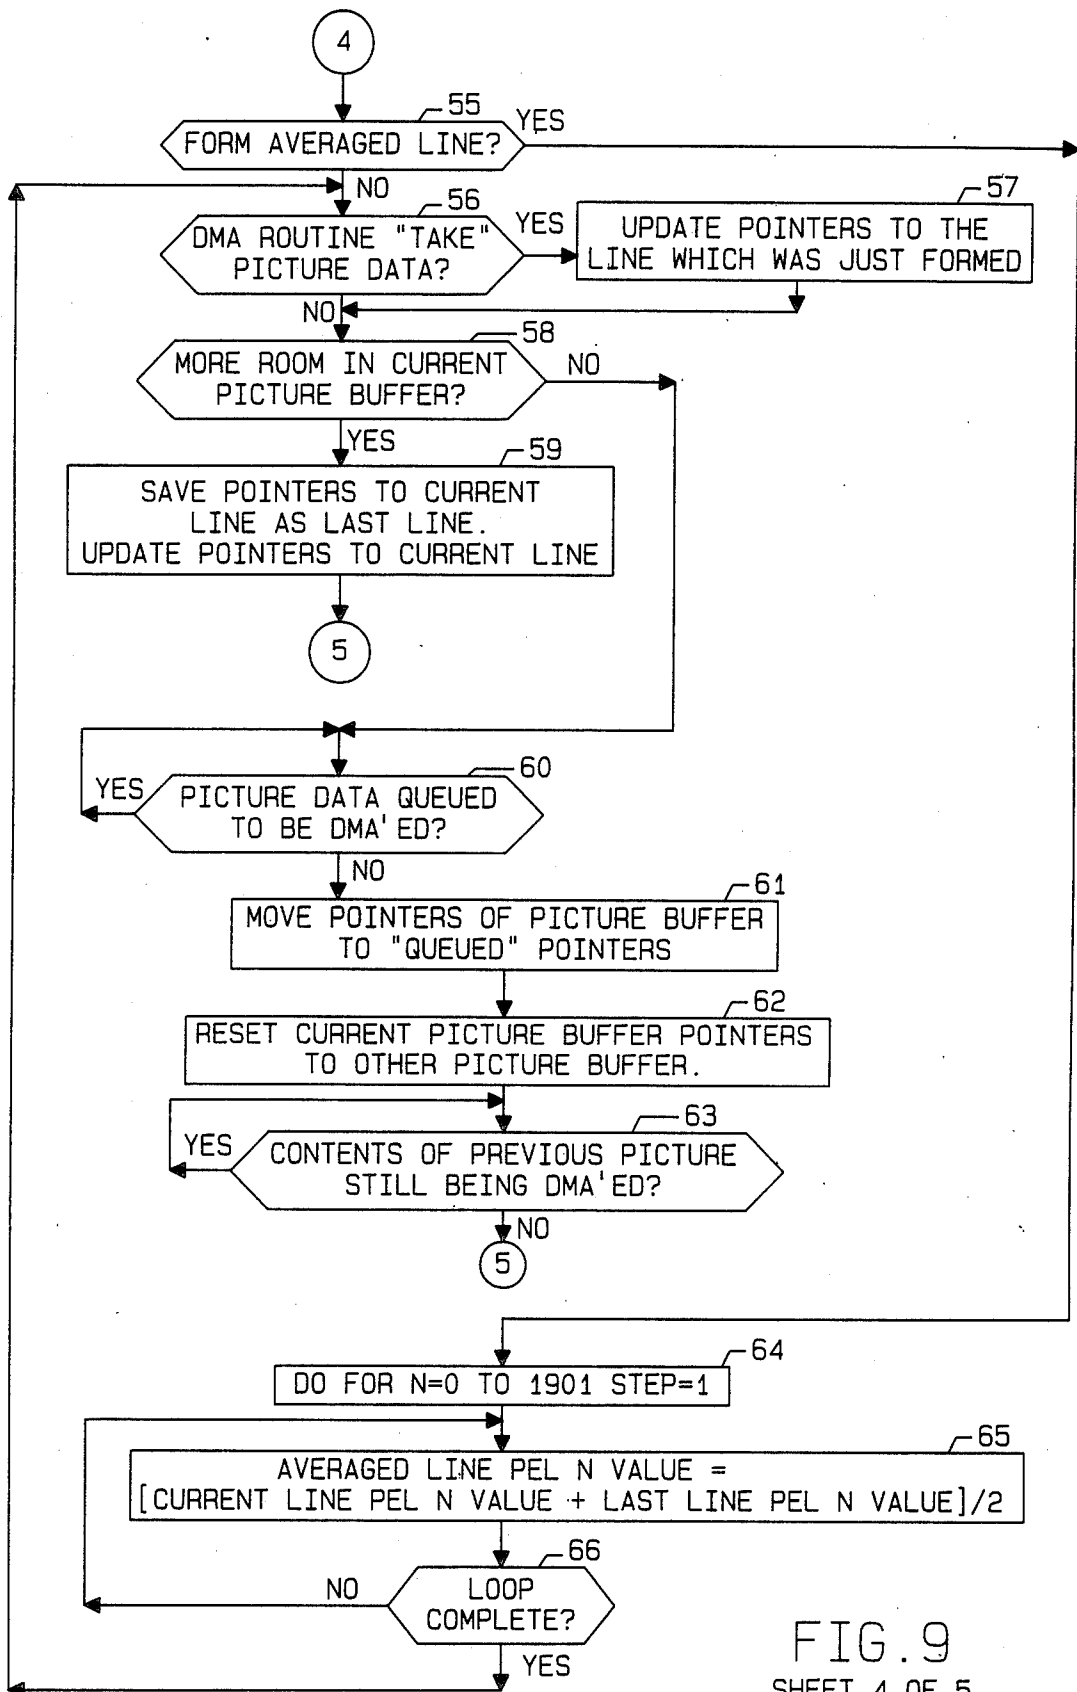 4
55
YES
FORM AVERAGED LINE?
NO
56
57
DMA ROUTINE "TAKE"
PICTURE DATA?
YES
UPDATE POINTERS TO THE
LINE WHICH WAS JUST FORMED
NO
58
MORE ROOM IN CURRENT
PICTURE BUFFER?
NO
YES
59
SAVE POINTERS TO CURRENT
LINE AS LAST LINE.
UPDATE POINTERS TO CURRENT LINE
5
60
YES
PICTURE DATA QUEUED
TO BE DMA'ED?
NO
61
MOVE POINTERS OF PICTURE BUFFER
TO "QUEUED" POINTERS
62
RESET CURRENT PICTURE BUFFER POINTERS
TO OTHER PICTURE BUFFER.
63
YES
CONTENTS OF PREVIOUS PICTURE
STILL BEING DMA'ED?
NO
5
64
DO FOR N=0 TO 1901 STEP=1
65
AVERAGED LINE PEL N VALUE =
[CURRENT LINE PEL N VALUE + LAST LINE PEL N VALUE]/2
66
NO
LOOP
COMPLETE?
YES
FIG.9
SHEET 4 OF 5